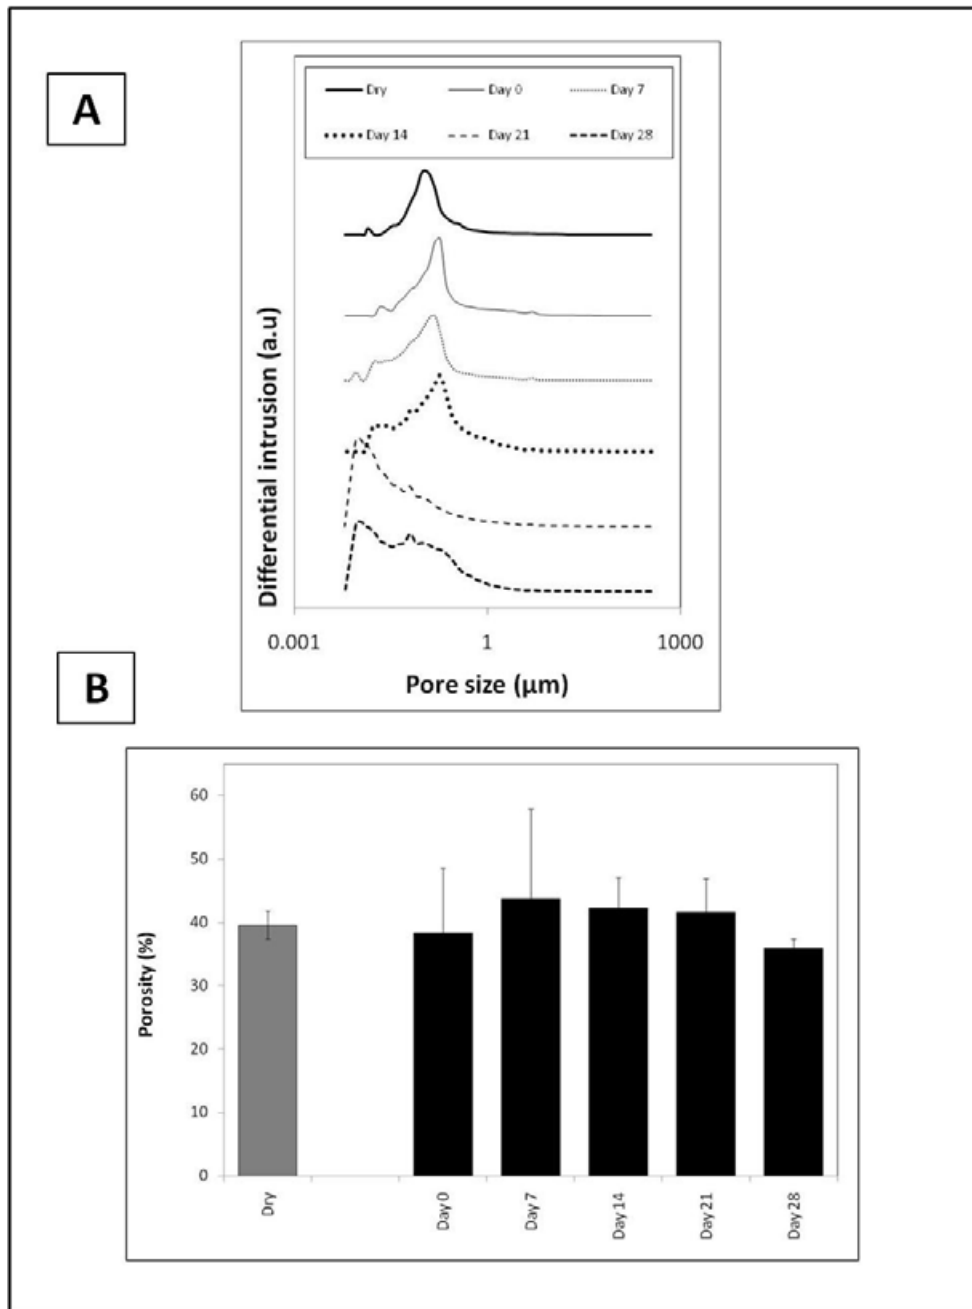 A
Dry Day 0 Day 7
Day 14 Day 21 Day 28
Differential intrusion (a.u)
0.001 1 1000
Pore size (µm)
B
60
50
40
30
20
10
0
Porosity (%)
Dry Day 0 Day 7 Day 14 Day 21 Day 28